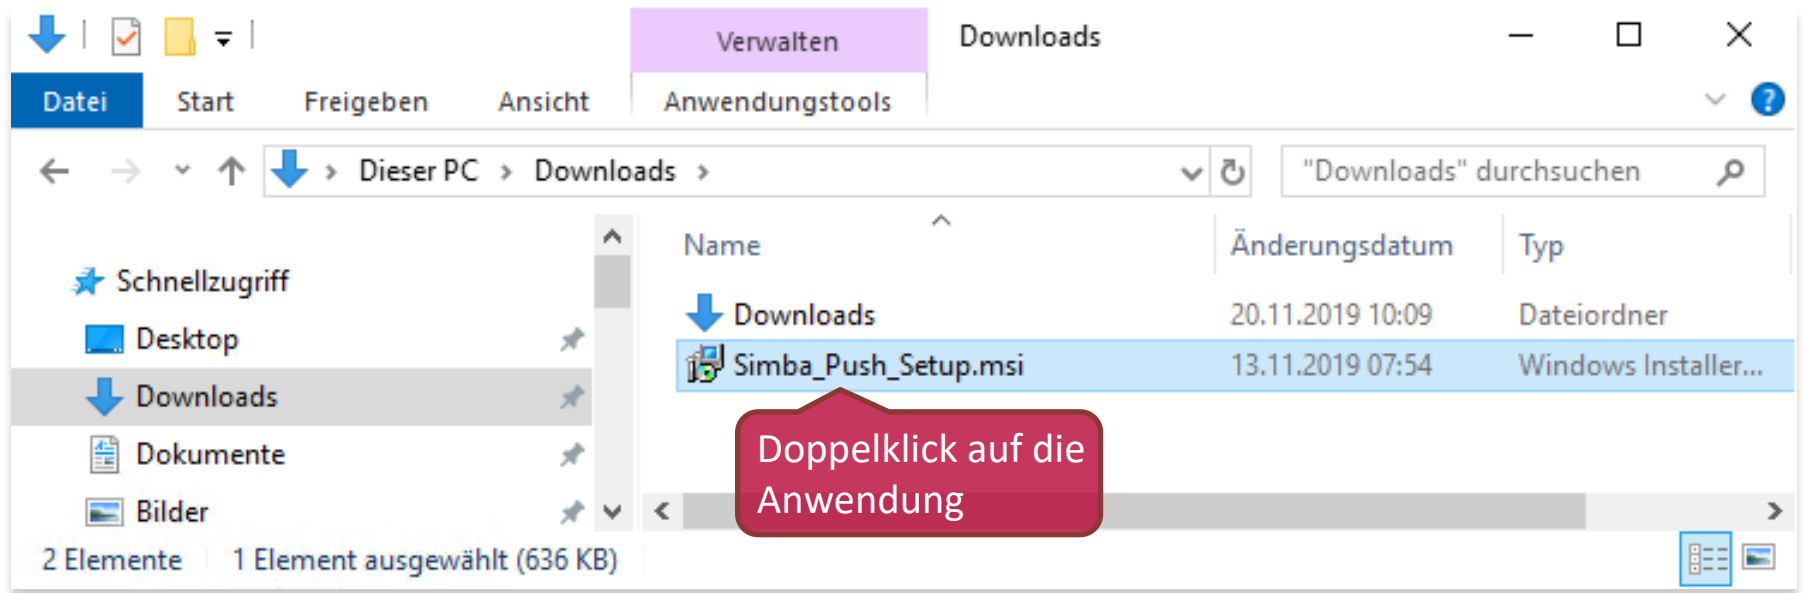 Verwalten
Downloads
Datei
Start
Freigeben
Ansicht
Anwendungstools
Dieser PC
Downloads
"Downloads" durchsuchen
Schnellzugriff
Desktop
Downloads
Dokumente
Bilder
Name
Änderungsdatum
Typ
Downloads
20.11.2019 10:09
Dateiordner
Simba_Push_Setup.msi
13.11.2019 07:54
Windows Installer...
Doppelklick auf die
Anwendung
2 Elemente
1 Element ausgewählt (636 KB)